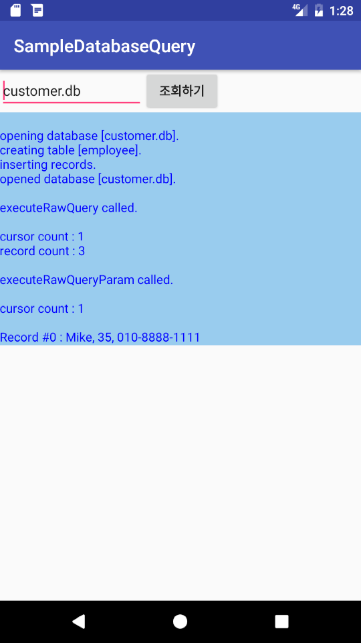 4G 1:28
SampleDatabaseQuery
customer.db 조회하기
opening database [customer.db].
creating table [employee].
inserting records.
opened database [customer.db].
executeRawQuery called.
cursor count : 1
record count : 3
executeRawQueryParam called.
cursor count : 1
Record #0 : Mike, 35, 010-8888-1111